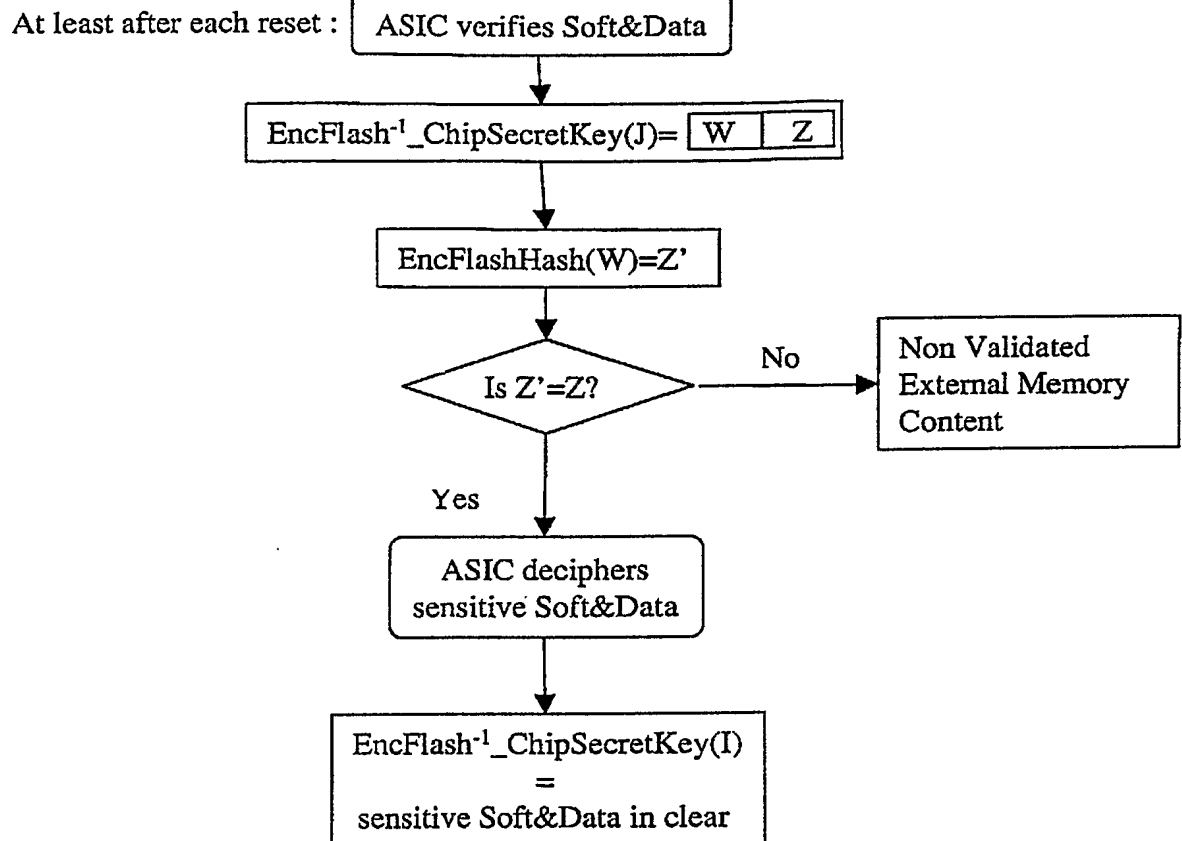 At least after each reset :
ASIC verifies Soft&Data
EncFlash⁻¹_ChipSecretKey(J)= W Z
EncFlashHash(W)=Z’
Is Z’=Z?
No
Non Validated
External Memory
Content
Yes
ASIC deciphers
sensitive Soft&Data
EncFlash⁻¹_ChipSecretKey(I)
=
sensitive Soft&Data in clear